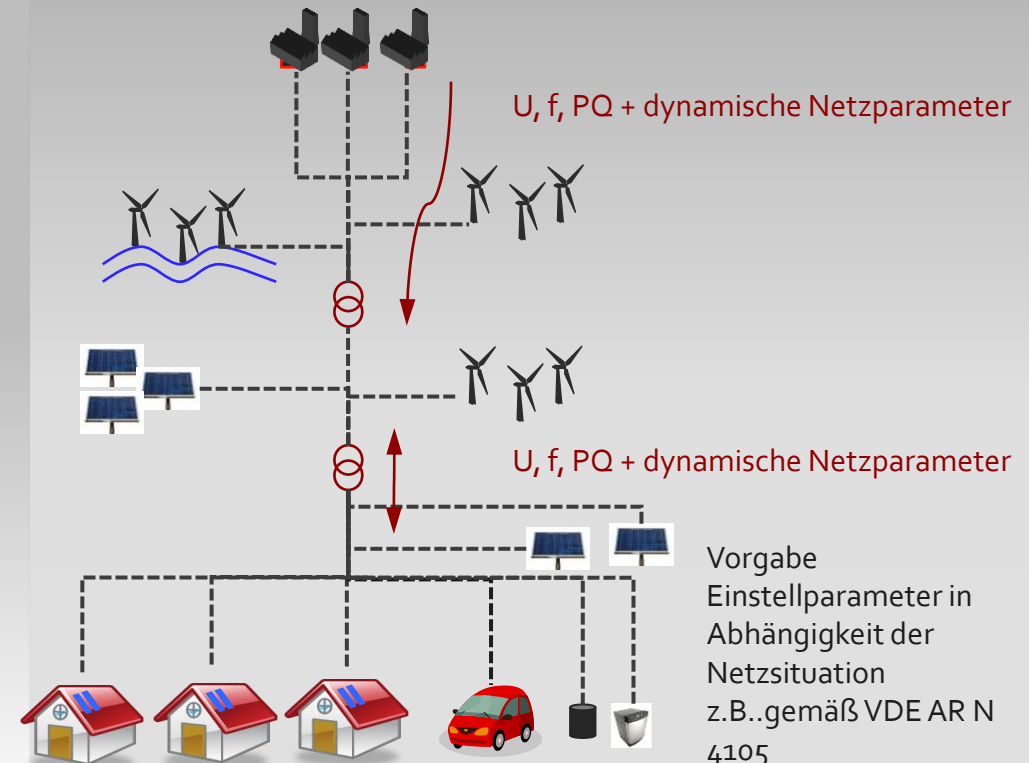 U, f, PQ + dynamische Netzparameter
U, f, PQ + dynamische Netzparameter
Vorgabe
Einstellparameter in
Abhängigkeit der
Netzsituation
z.B..gemäß VDE AR N
4105